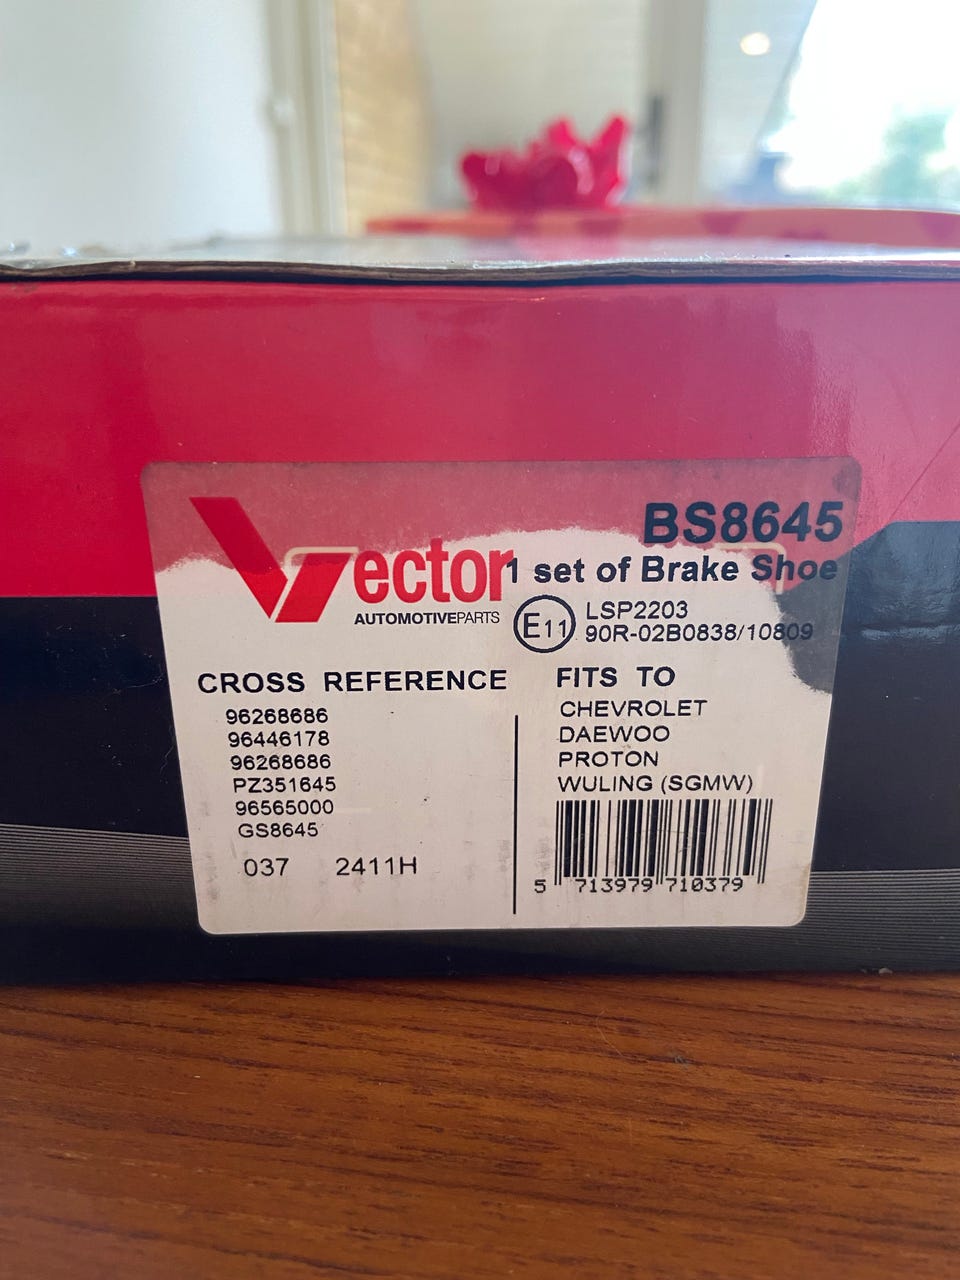 Vector
AUTOMOTIVEPARTS
BS8645
1 set of Brake Shoe
E11
LSP2203
90R-02B0838/10809
CROSS REFERENCE
96268686
96446178
96268686
PZ351645
96565000
GS8645
037 2411H
FITS TO
CHEVROLET
DAEWOO
PROTON
WULING (SGMW)
5 713979 710379